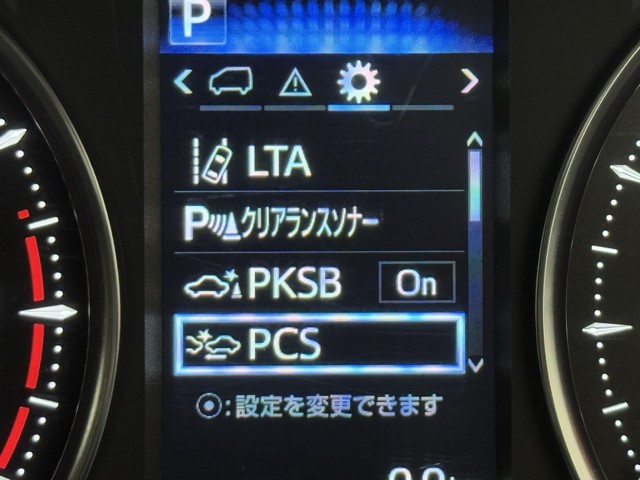 P
LTA
Pクリアランスソナー
PKSB On
PCS
:設定を変更できます